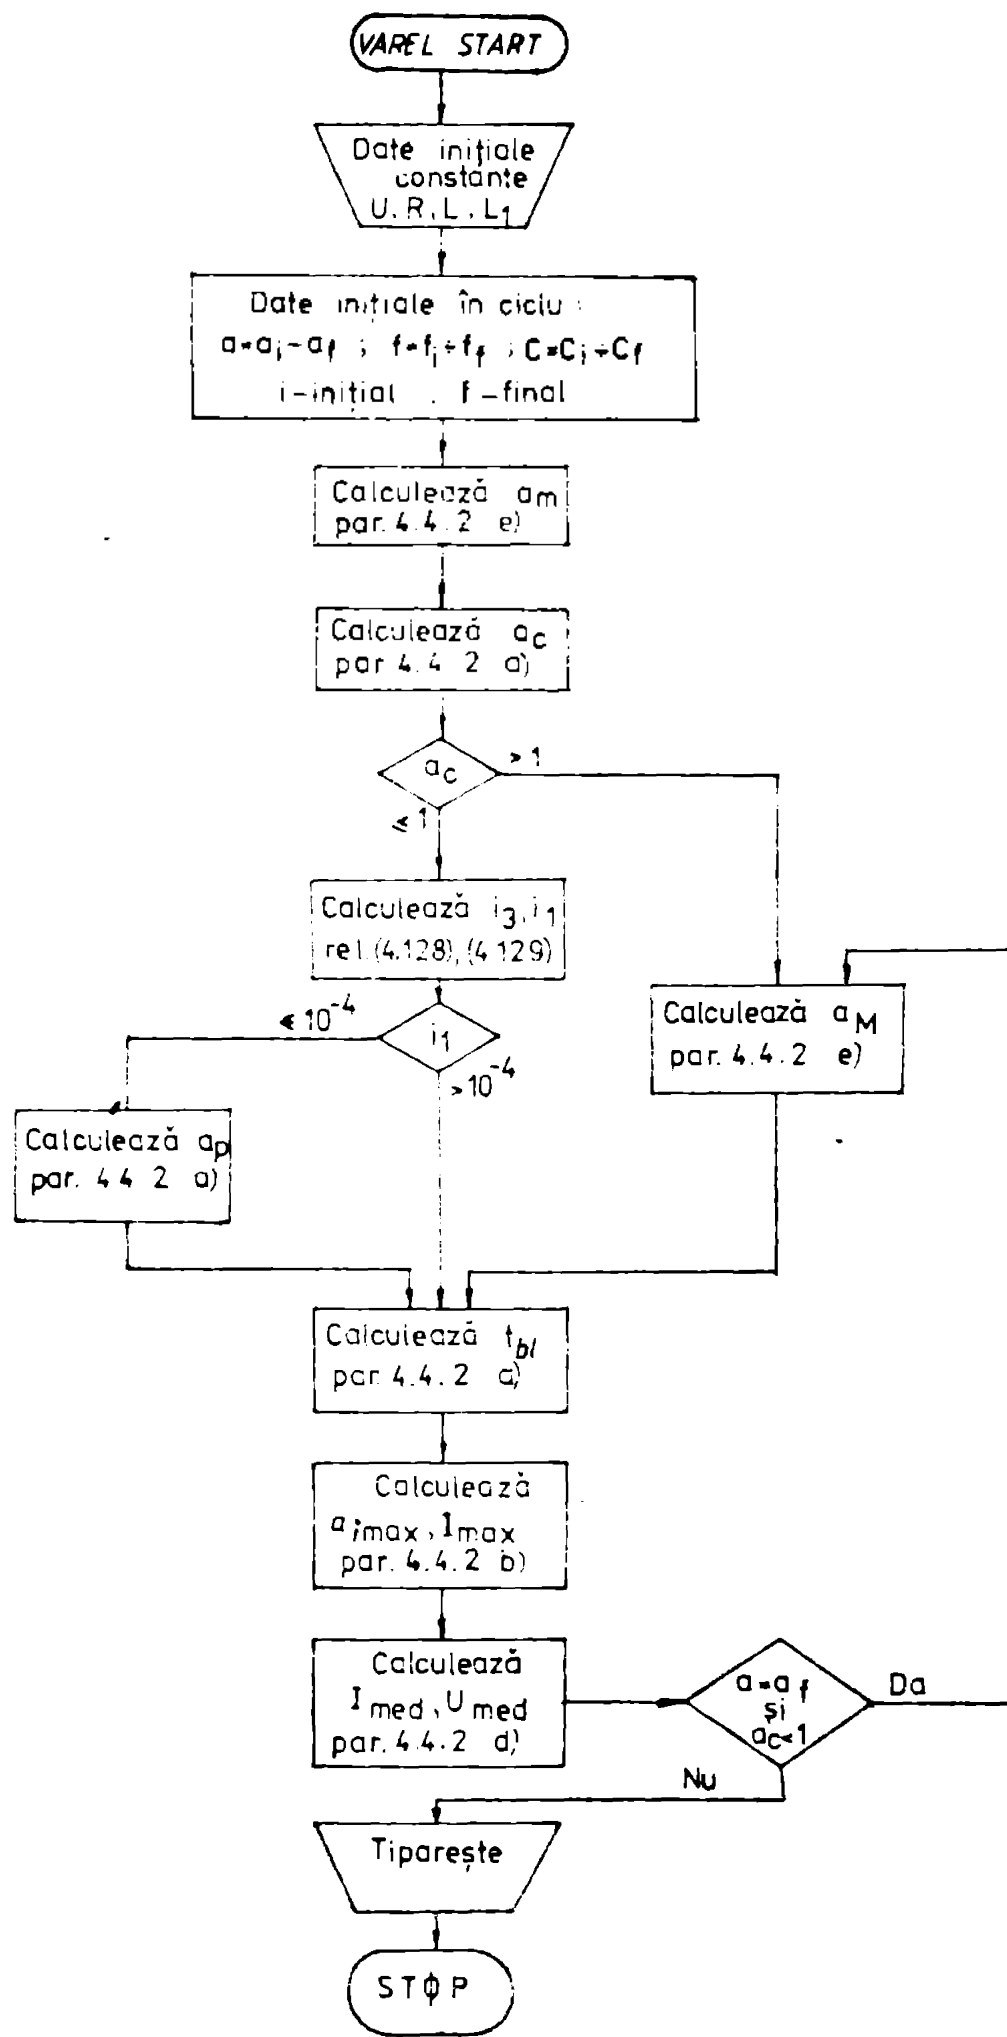 VAREL START
Date inițiale
constante
U, R, L, L1
Date inițiale în ciclu :
a=ai÷af ; f=fi÷ff ; C=Ci÷Cf
i-inițial , f-final
Calculează am
par. 4.4.2 e)
Calculează ac
par 4.4 2 a)
ac
> 1
≤ 1
Calculează i3, i1
rel. (4.128), (4.129)
≤ 10-4
i1
>10-4
Calculează aM
par. 4.4.2 e)
Calculează ap
par. 4 4 2 a)
Calculează tbl
par. 4.4.2 a)
Calculează
aimax, Imax
par. 4.4.2 b)
Calculează
Imed, Umed
par. 4.4.2 d)
a=af
și
ac<1
Da
Nu
Tiparește
STØP